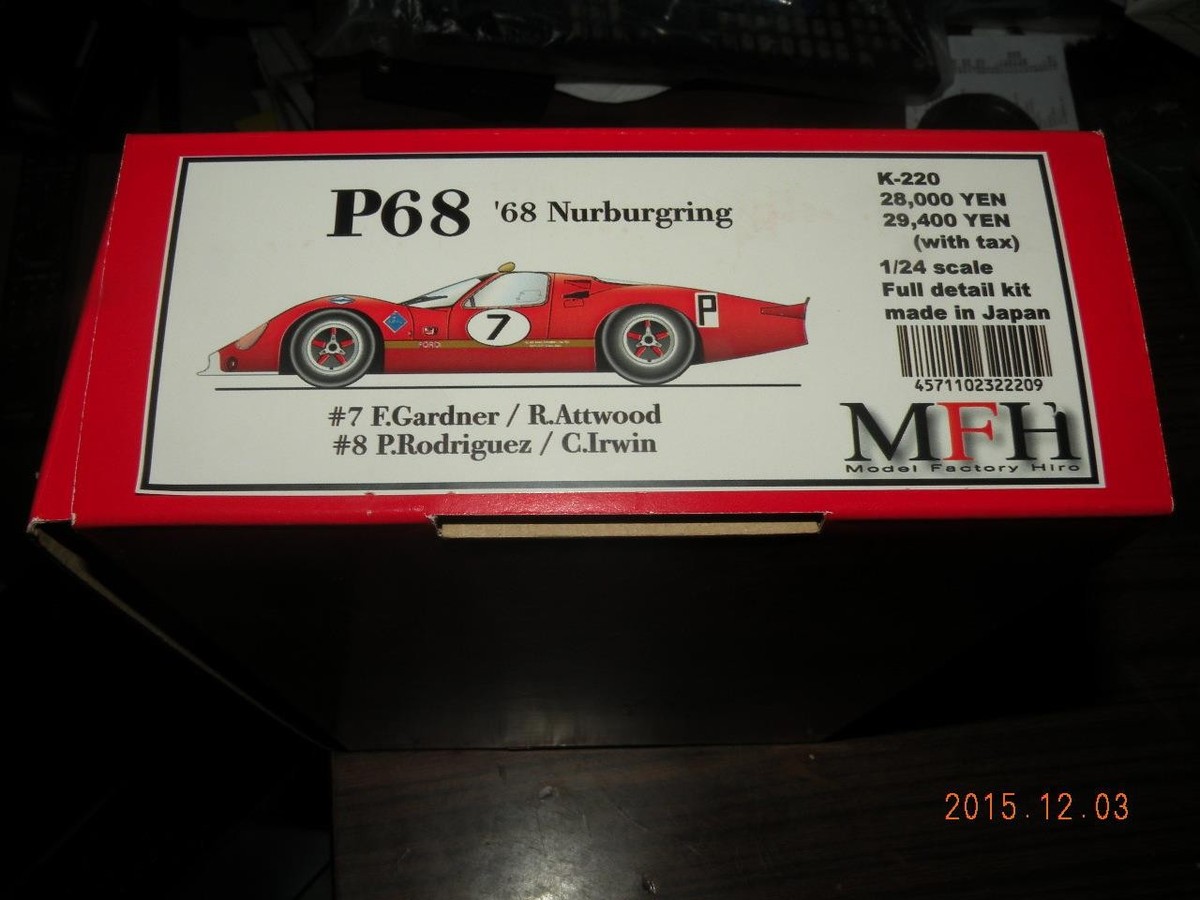 P68 '68 Nurburgring
K-220
28,000 YEN
29,400 YEN
(with tax)
1/24 scale
Full detail kit
made in Japan
4571102322209
7
P
FORD
#7 F.Gardner / R.Attwood
#8 P.Rodriguez / C.Irwin
MFH
Model Factory Hiro
2015.12.03